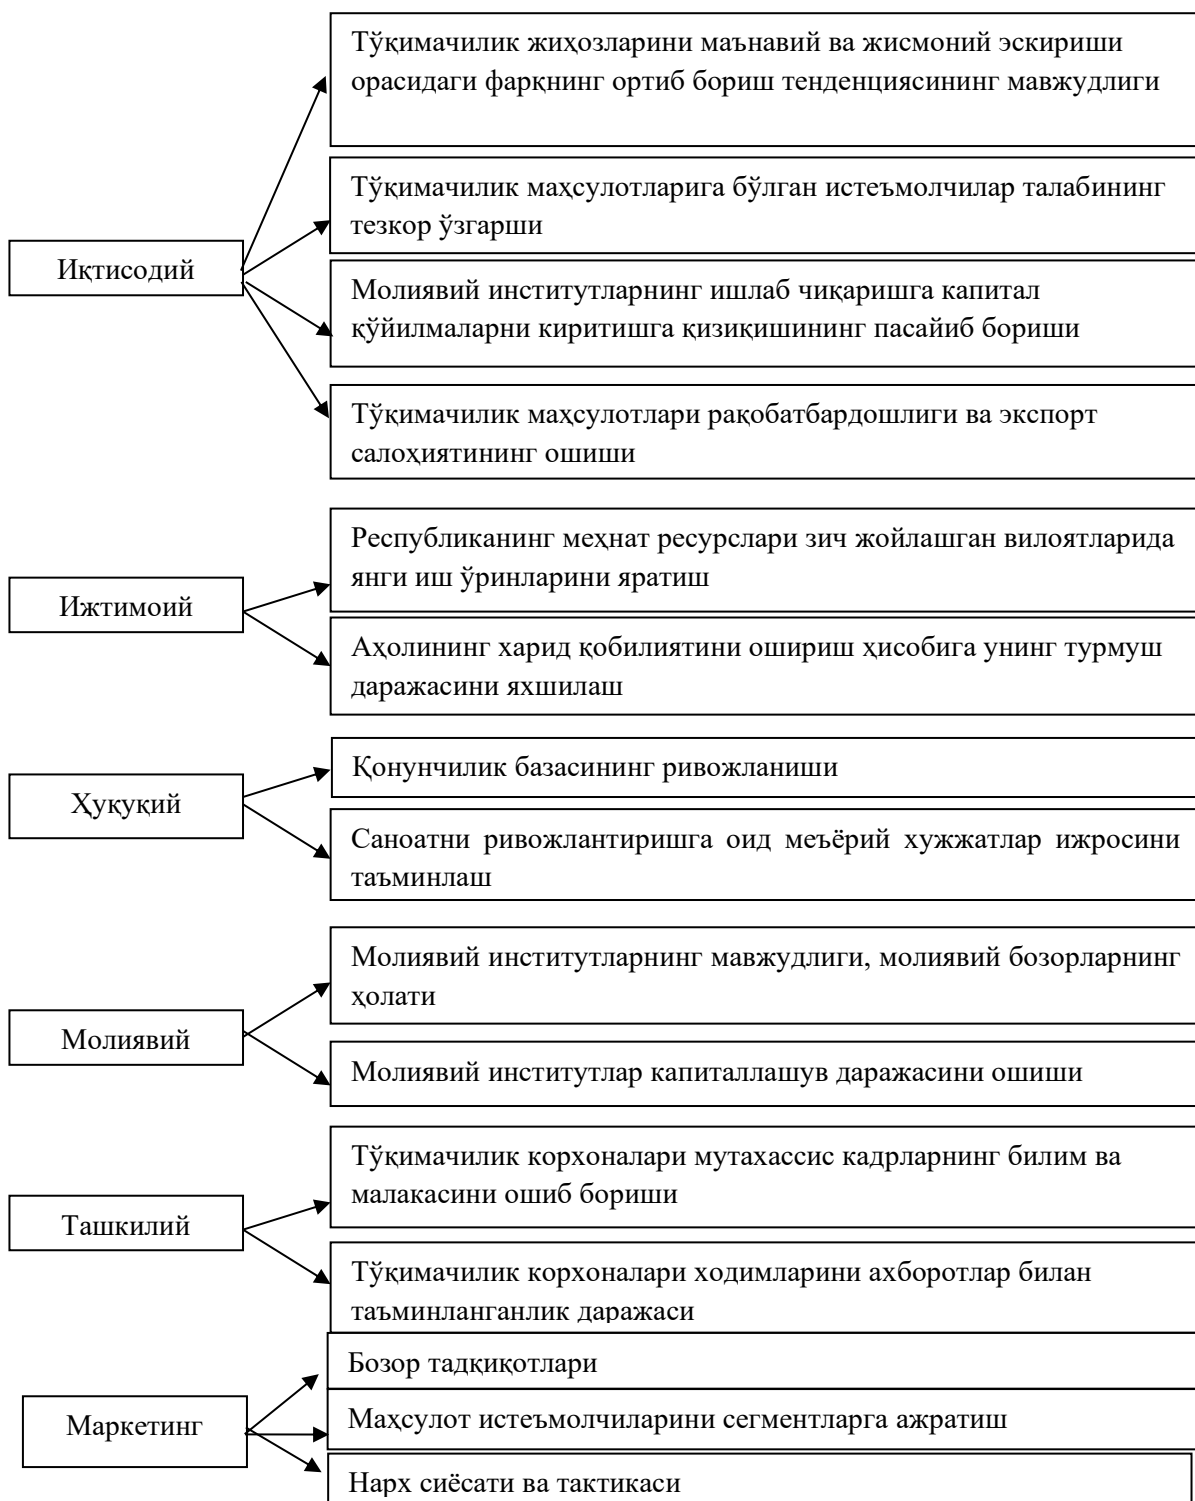 Тўқимачилик жиҳозларини маънавий ва жисмоний эскириши
орасидаги фарқнинг ортиб бориш тенденциясининг мавжудлиги
Тўқимачилик маҳсулотларига бўлган истеъмолчилар талабининг
тезкор ўзгарши
Иқтисодий
Молиявий институтларнинг ишлаб чиқаришга капитал
қўйилмаларни киритишга қизиқишининг пасайиб бориши
Тўқимачилик маҳсулотлари рақобатбардошлиги ва экспорт
салоҳиятининг ошиши
Республиканинг меҳнат ресурслари зич жойлашган вилоятларида
янги иш ўринларини яратиш
Ижтимоий
Аҳолининг харид қобилиятини ошириш ҳисобига унинг турмуш
даражасини яхшилаш
Қонунчилик базасининг ривожланиши
Ҳуқуқий
Саноатни ривожлантиришга оид меъёрий хужжатлар ижросини
таъминлаш
Молиявий институтларнинг мавжудлиги, молиявий бозорларнинг
ҳолати
Молиявий
Молиявий институтлар капиталлашув даражасини ошиши
Тўқимачилик корхоналари мутахассис кадрларнинг билим ва
малакасини ошиб бориши
Ташкилий
Тўқимачилик корхоналари ходимларини ахборотлар билан
таъминланганлик даражаси
Бозор тадқиқотлари
Маркетинг
Маҳсулот истеъмолчиларини сегментларга ажратиш
Нарх сиёсати ва тактикаси